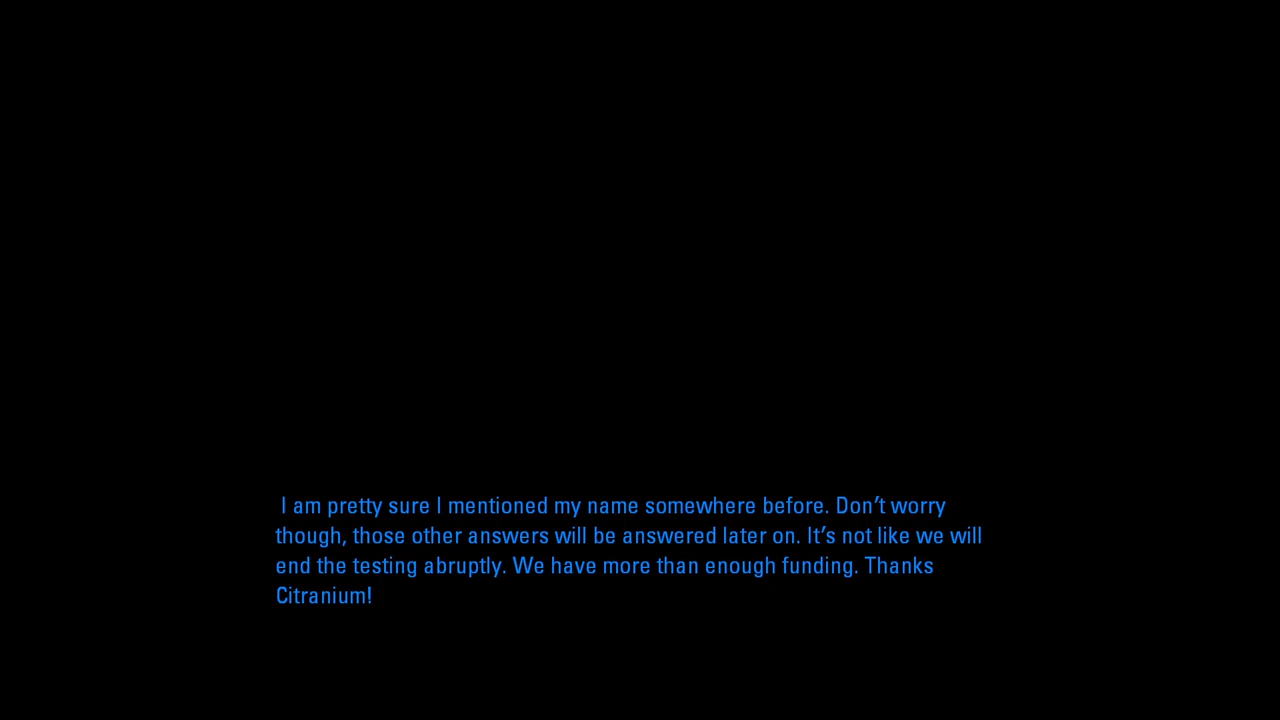 I am pretty sure I mentioned my name somewhere before. Don’t worry
though, those other answers will be answered later on. It’s not like we will
end the testing abruptly. We have more than enough funding. Thanks
Citranium!